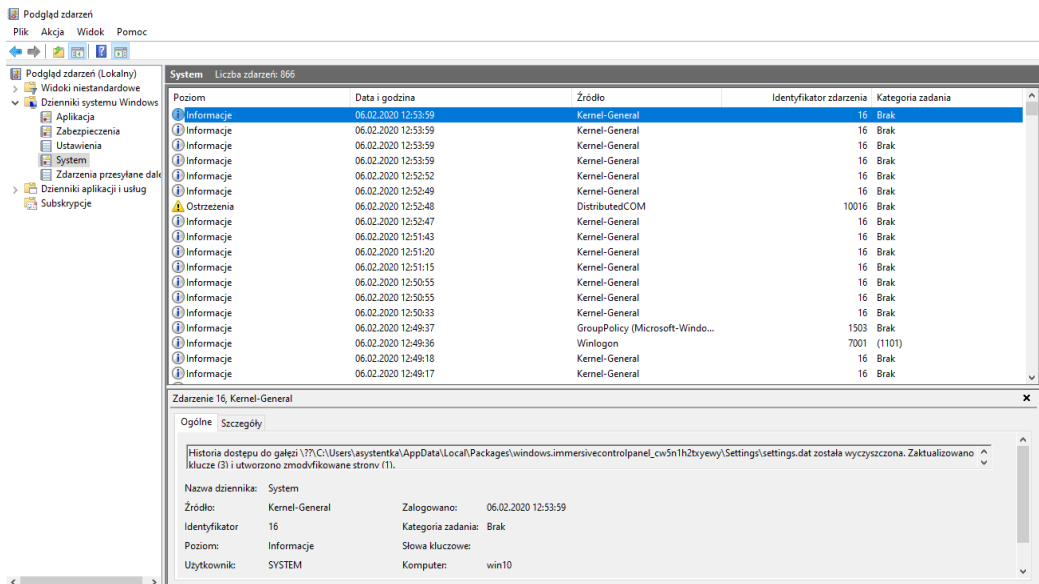 Podgląd zdarzeń
Plik Akcja Widok Pomoc
Podgląd zdarzeń (Lokalny)
Widoki niestandardowe
Dzienniki systemu Windows
Aplikacja
Zabezpieczenia
Ustawienia
System
Zdarzenia przesyłane dale
Dzienniki aplikacji i usług
Subskrypcje
System Liczba zdarzeń: 866
Poziom Data i godzina Źródło Identyfikator zdarzenia Kategoria zadania
Informacje 06.02.2020 12:53:59 Kernel-General 16 Brak
Informacje 06.02.2020 12:53:59 Kernel-General 16 Brak
Informacje 06.02.2020 12:53:59 Kernel-General 16 Brak
Informacje 06.02.2020 12:53:59 Kernel-General 16 Brak
Informacje 06.02.2020 12:52:52 Kernel-General 16 Brak
Informacje 06.02.2020 12:52:49 Kernel-General 16 Brak
Ostrzeżenia 06.02.2020 12:52:48 DistributedCOM 10016 Brak
Informacje 06.02.2020 12:52:47 Kernel-General 16 Brak
Informacje 06.02.2020 12:51:43 Kernel-General 16 Brak
Informacje 06.02.2020 12:51:20 Kernel-General 16 Brak
Informacje 06.02.2020 12:51:15 Kernel-General 16 Brak
Informacje 06.02.2020 12:50:55 Kernel-General 16 Brak
Informacje 06.02.2020 12:50:55 Kernel-General 16 Brak
Informacje 06.02.2020 12:50:33 Kernel-General 16 Brak
Informacje 06.02.2020 12:49:37 GroupPolicy (Microsoft-Windo... 1503 Brak
Informacje 06.02.2020 12:49:36 Winlogon 7001 (1101)
Informacje 06.02.2020 12:49:18 Kernel-General 16 Brak
Informacje 06.02.2020 12:49:17 Kernel-General 16 Brak
Zdarzenie 16, Kernel-General
Ogólne Szczegóły
Historia dostępu do gałęzi \??\C:\Users\asystentka\AppData\Local\Packages\windows.immersivecontrolpanel_cw5n1h2txyewy\Settings\settings.dat została wyczyszczona. Zaktualizowano
klucze (3) i utworzono zmodyfikowane strony (1).
Nazwa dziennika: System
Źródło: Kernel-General Zalogowano: 06.02.2020 12:53:59
Identyfikator 16 Kategoria zadania: Brak
Poziom: Informacje Słowa kluczowe:
Użytkownik: SYSTEM Komputer: win10